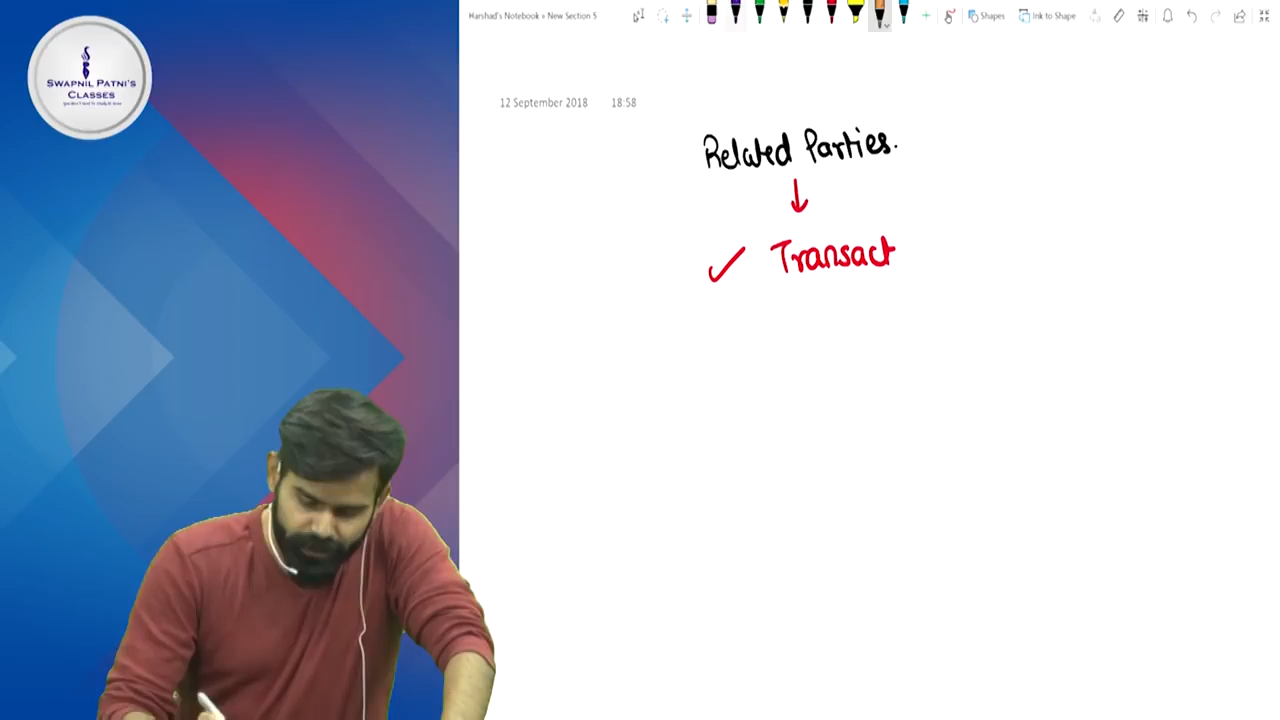 SWAPNIL PATNI'S
CLASSES
Harshad's Notebook » New Section 5
Shapes
Ink to Shape
12 September 2018 18:58
Related Parties.
Transact